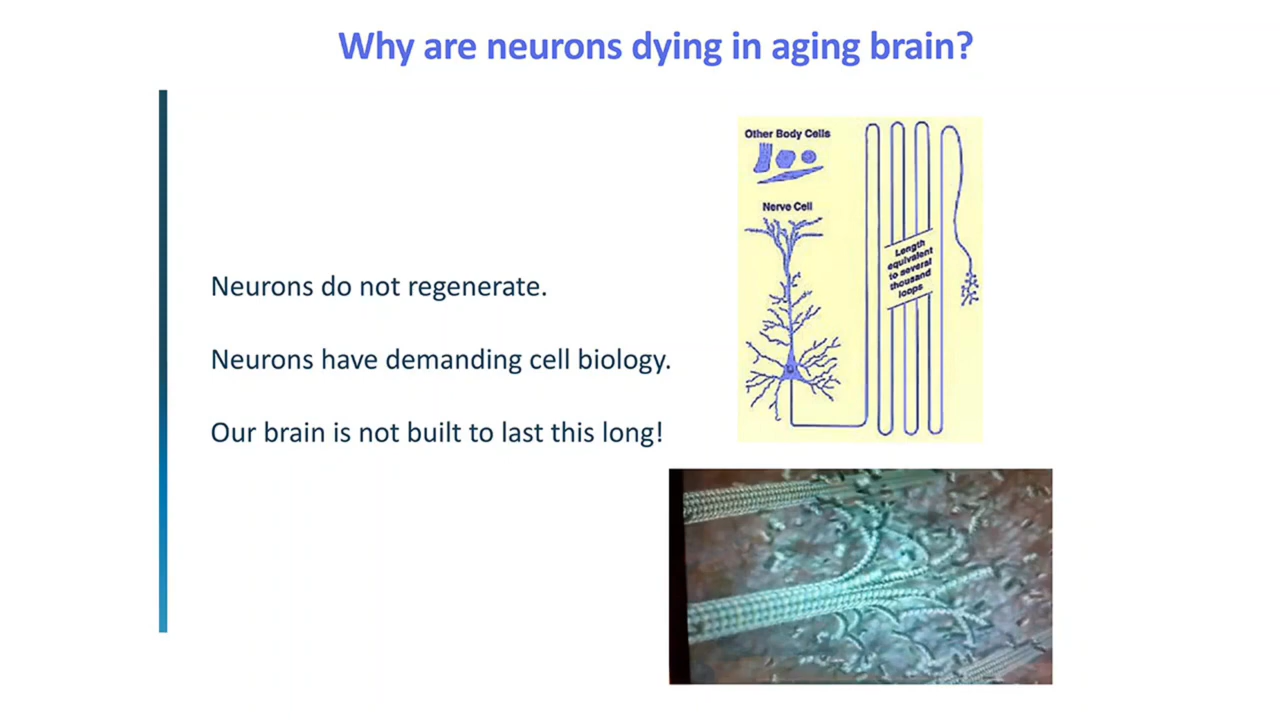 Why are neurons dying in aging brain?
Neurons do not regenerate.
Neurons have demanding cell biology.
Our brain is not built to last this long!
Other Body Cells
Nerve Cell
Length
equivalent
to several
thousand
loops